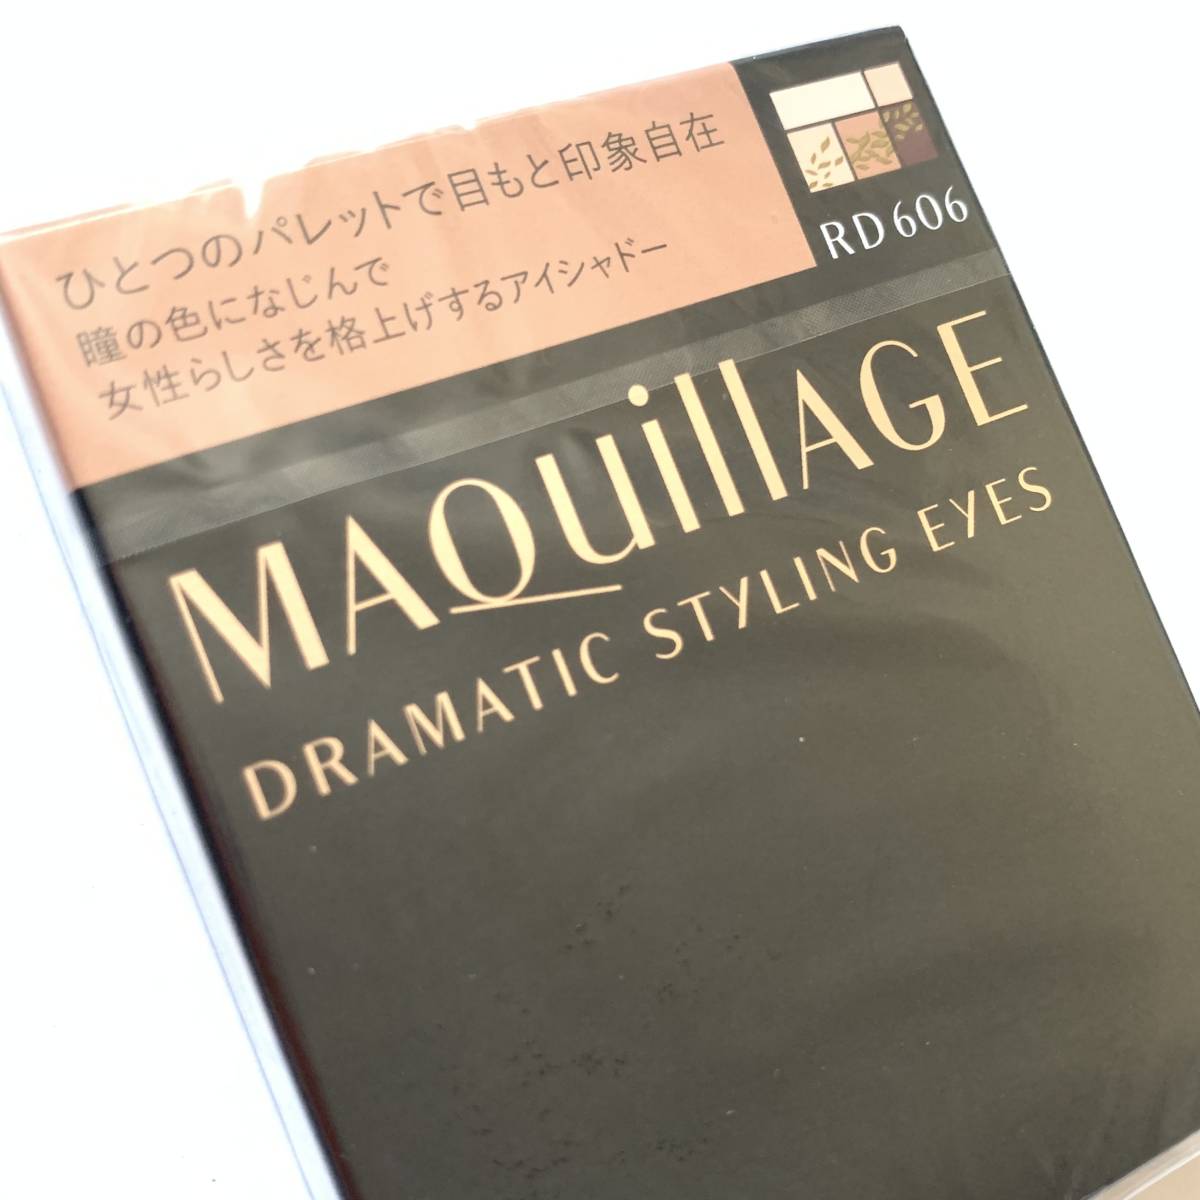 ひとつのパレットで目もと印象自在
瞳の色になじんで
女性らしさを格上げするアイシャドー
RD606
MAQuillAGE
DRAMATIC STYLING EYES